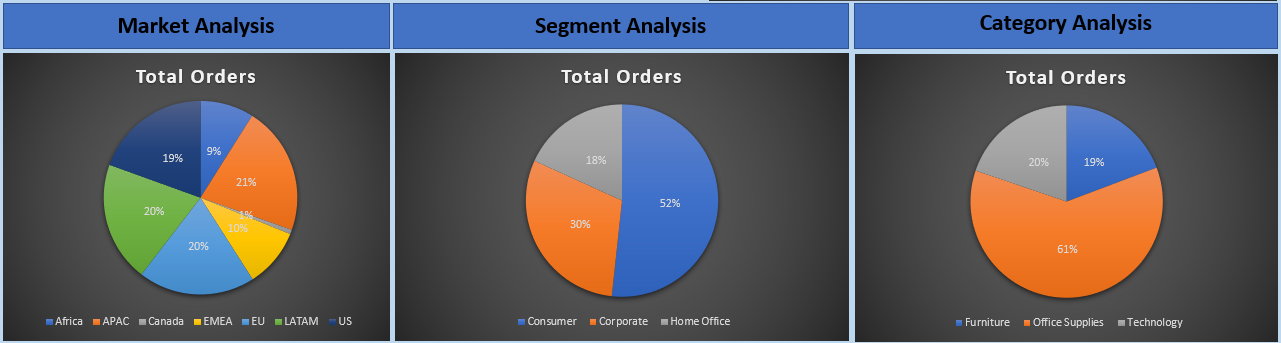 Market Analysis
Total Orders
9%
21%
1%
10%
20%
20%
19%
Africa APAC Canada EMEA EU LATAM US
Segment Analysis
Total Orders
52%
30%
18%
Consumer Corporate Home Office
Category Analysis
Total Orders
19%
61%
20%
Furniture Office Supplies Technology